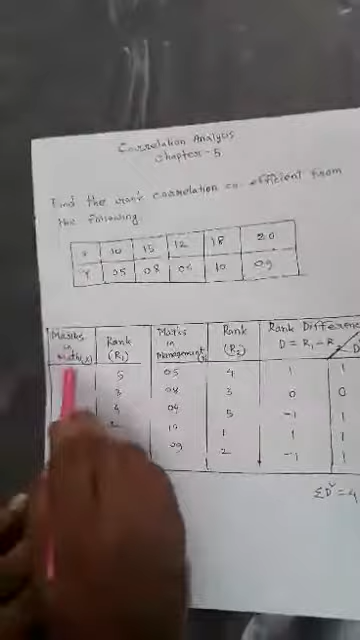 Correlation Analysis
Chapter-5
Find the rank correlation co-efficient from
the following.
X 10 15 12 18 20
Y 05 08 04 10 09
Marks in Math(X) Rank (R1) Marks in Management Rank (R2) Rank Difference D = R1 -
5 05 4 1 1
3 08 3 0 0
4 04 5 -1 1
10 1 1 1
09 2 -1 1
ΣD² = 4